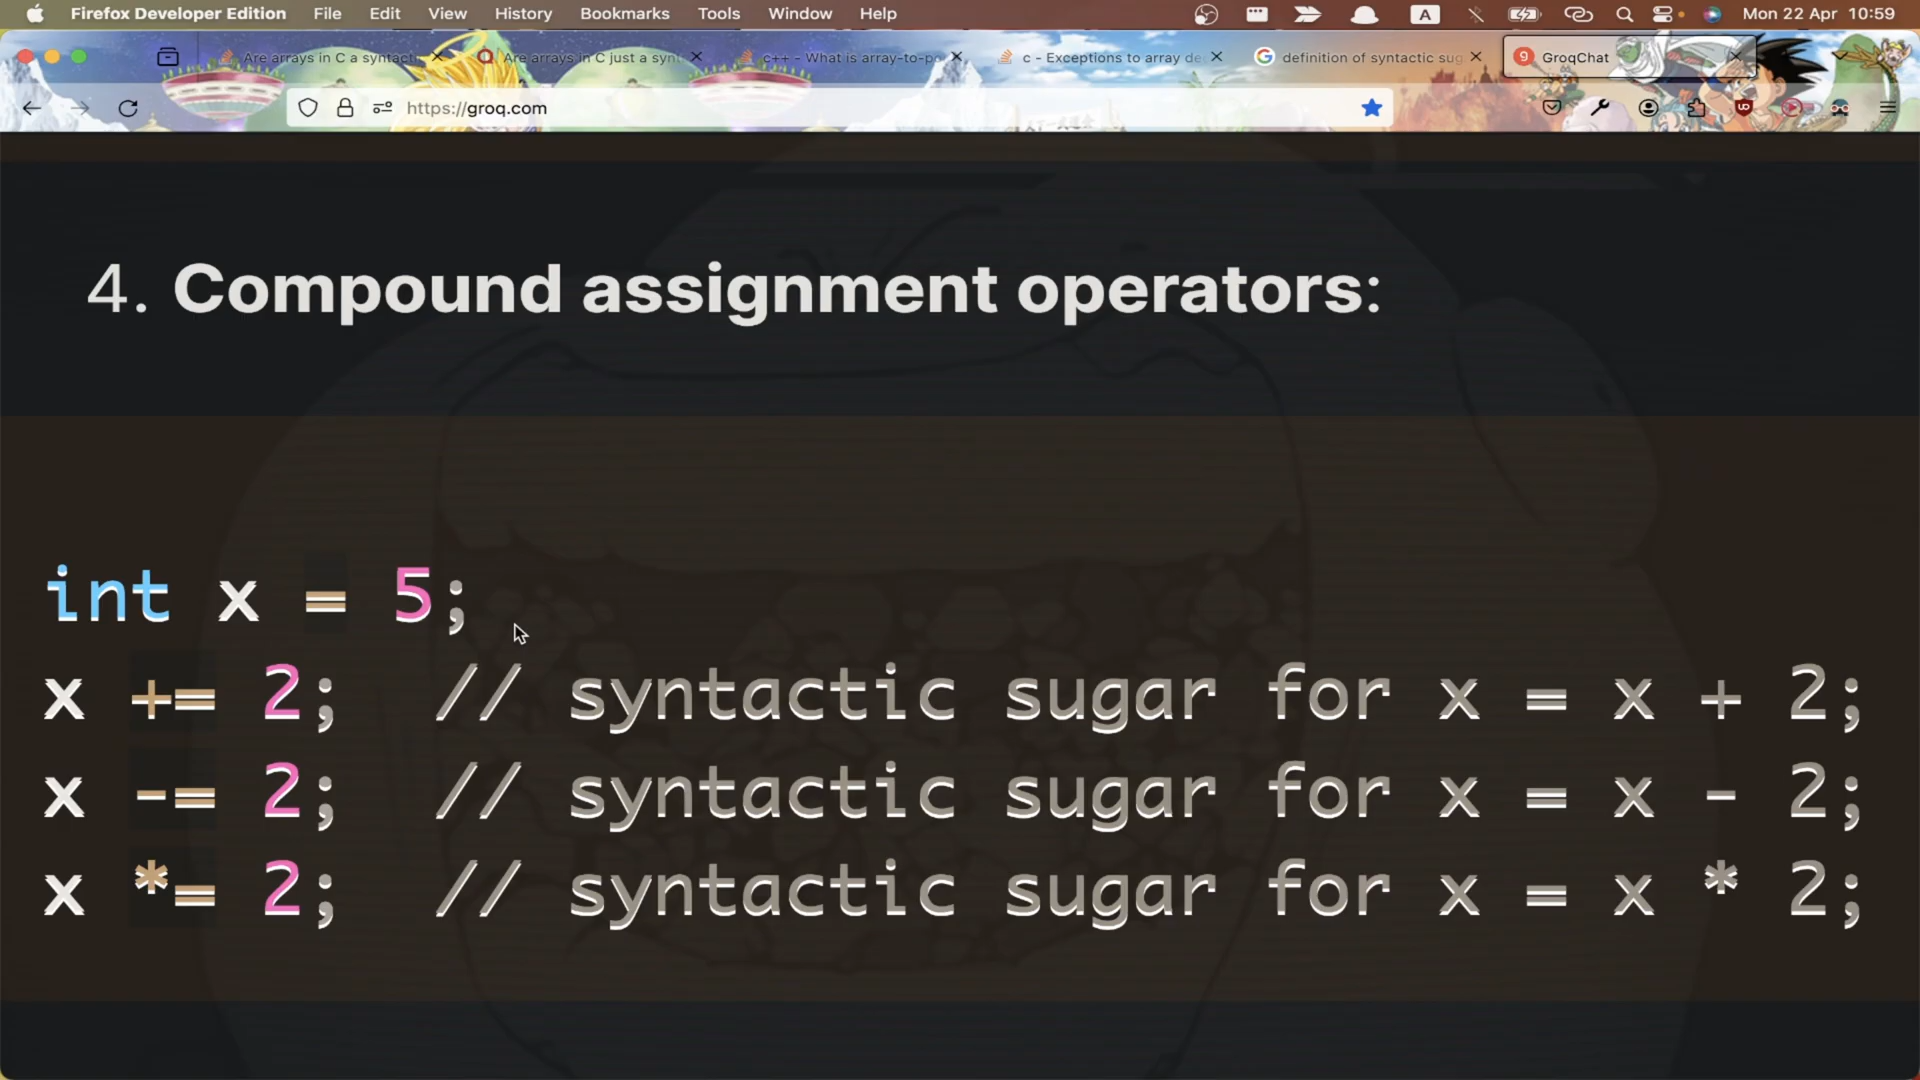 Firefox Developer Edition File Edit View History Bookmarks Tools Window Help A Mon 22 Apr 10:59
Are arrays in C a syntact Are arrays in C just a synt c++ - What is array-to-po c - Exceptions to array de definition of syntactic sug GroqChat
https://groq.com
4. Compound assignment operators:
int x = 5;
x += 2; // syntactic sugar for x = x + 2;
x -= 2; // syntactic sugar for x = x - 2;
x *= 2; // syntactic sugar for x = x * 2;